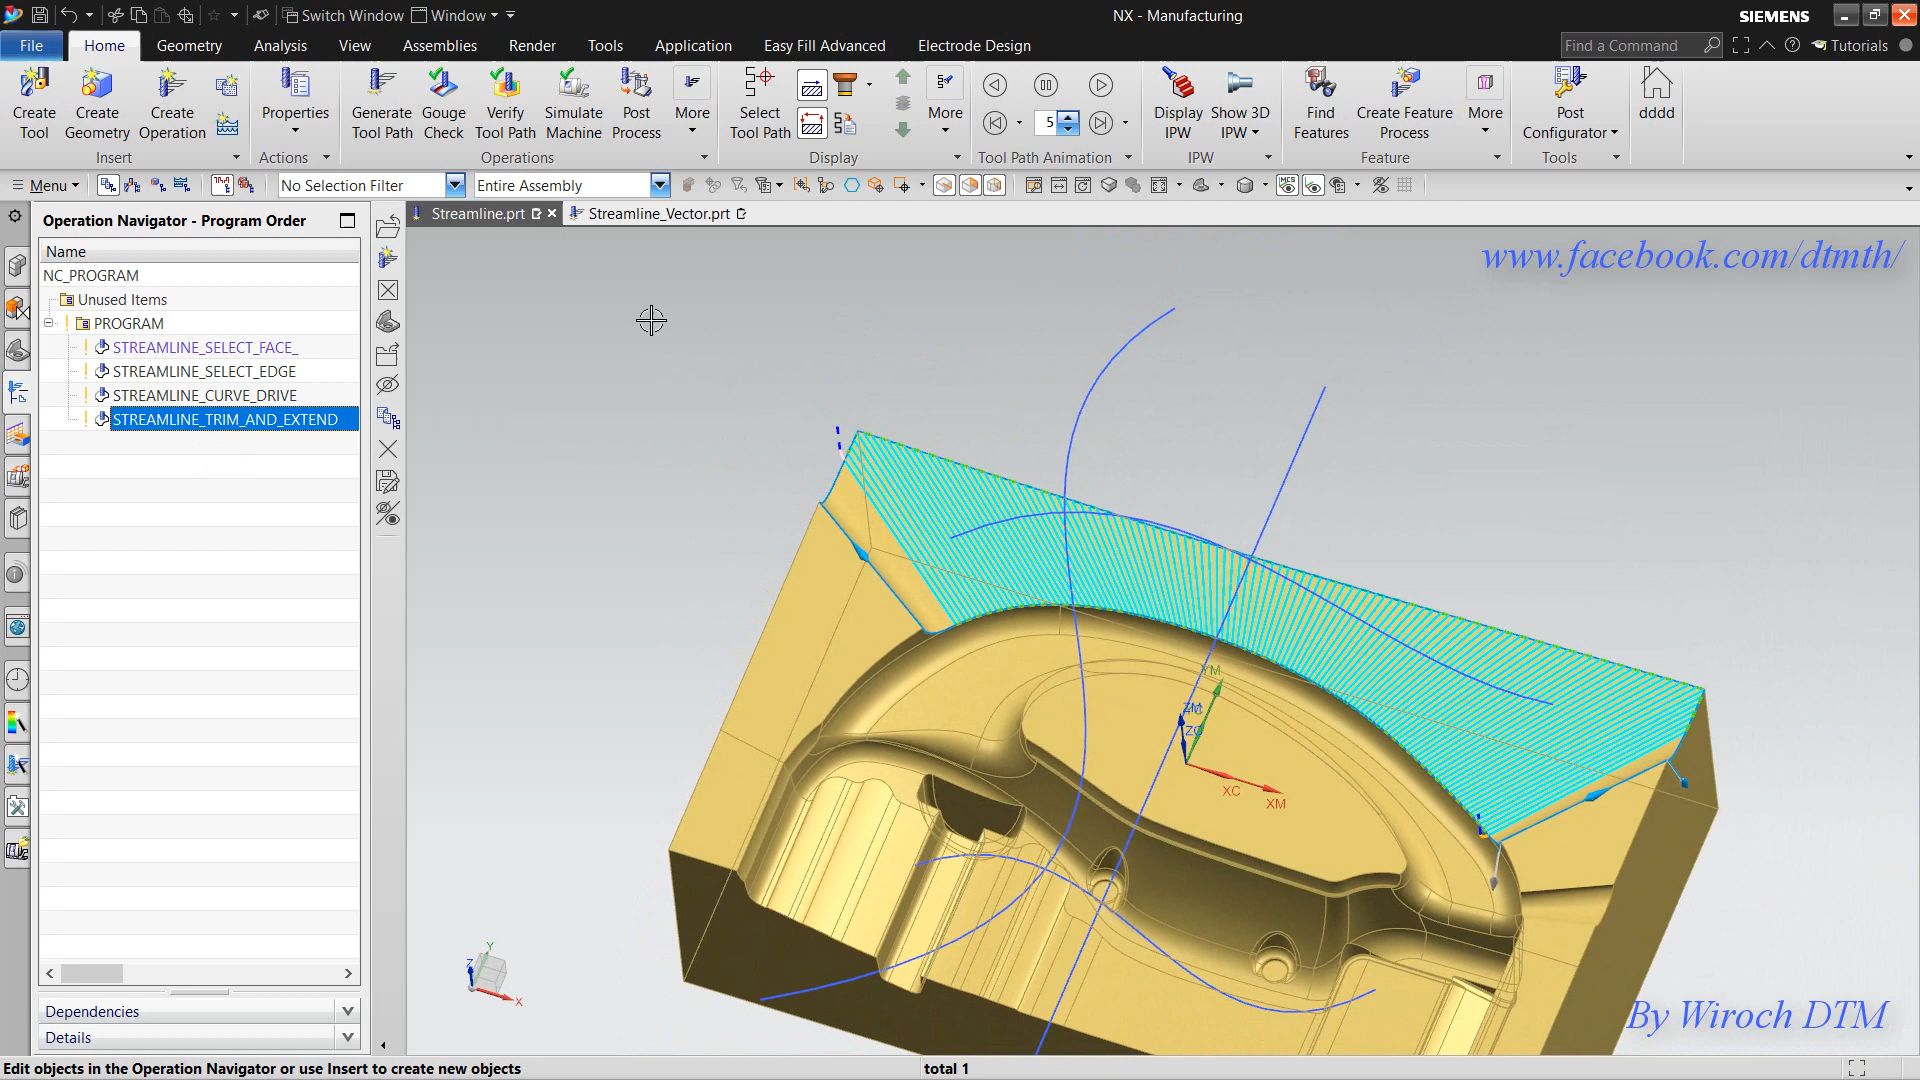 Switch Window
Window
NX - Manufacturing
SIEMENS
File
Home
Geometry
Analysis
View
Assemblies
Render
Tools
Application
Easy Fill Advanced
Electrode Design
Find a Command
Tutorials
Create Tool
Create Geometry
Create Operation
Properties
Generate Tool Path
Gouge Check
Verify Tool Path
Simulate Machine
Post Process
More
Select Tool Path
More
5
Display IPW
Show 3D IPW
Find Features
Create Feature Process
More
Post Configurator
dddd
Insert
Actions
Operations
Display
Tool Path Animation
IPW
Feature
Tools
Menu
No Selection Filter
Entire Assembly
Operation Navigator - Program Order
Streamline.prt
Streamline_Vector.prt
Name
NC_PROGRAM
Unused Items
PROGRAM
STREAMLINE_SELECT_FACE_
STREAMLINE_SELECT_EDGE
STREAMLINE_CURVE_DRIVE
STREAMLINE_TRIM_AND_EXTEND
www.facebook.com/dtmth/
YM
ZM
XC
XM
Y
Z
X
By Wiroch DTM
Dependencies
Details
Edit objects in the Operation Navigator or use Insert to create new objects
total 1